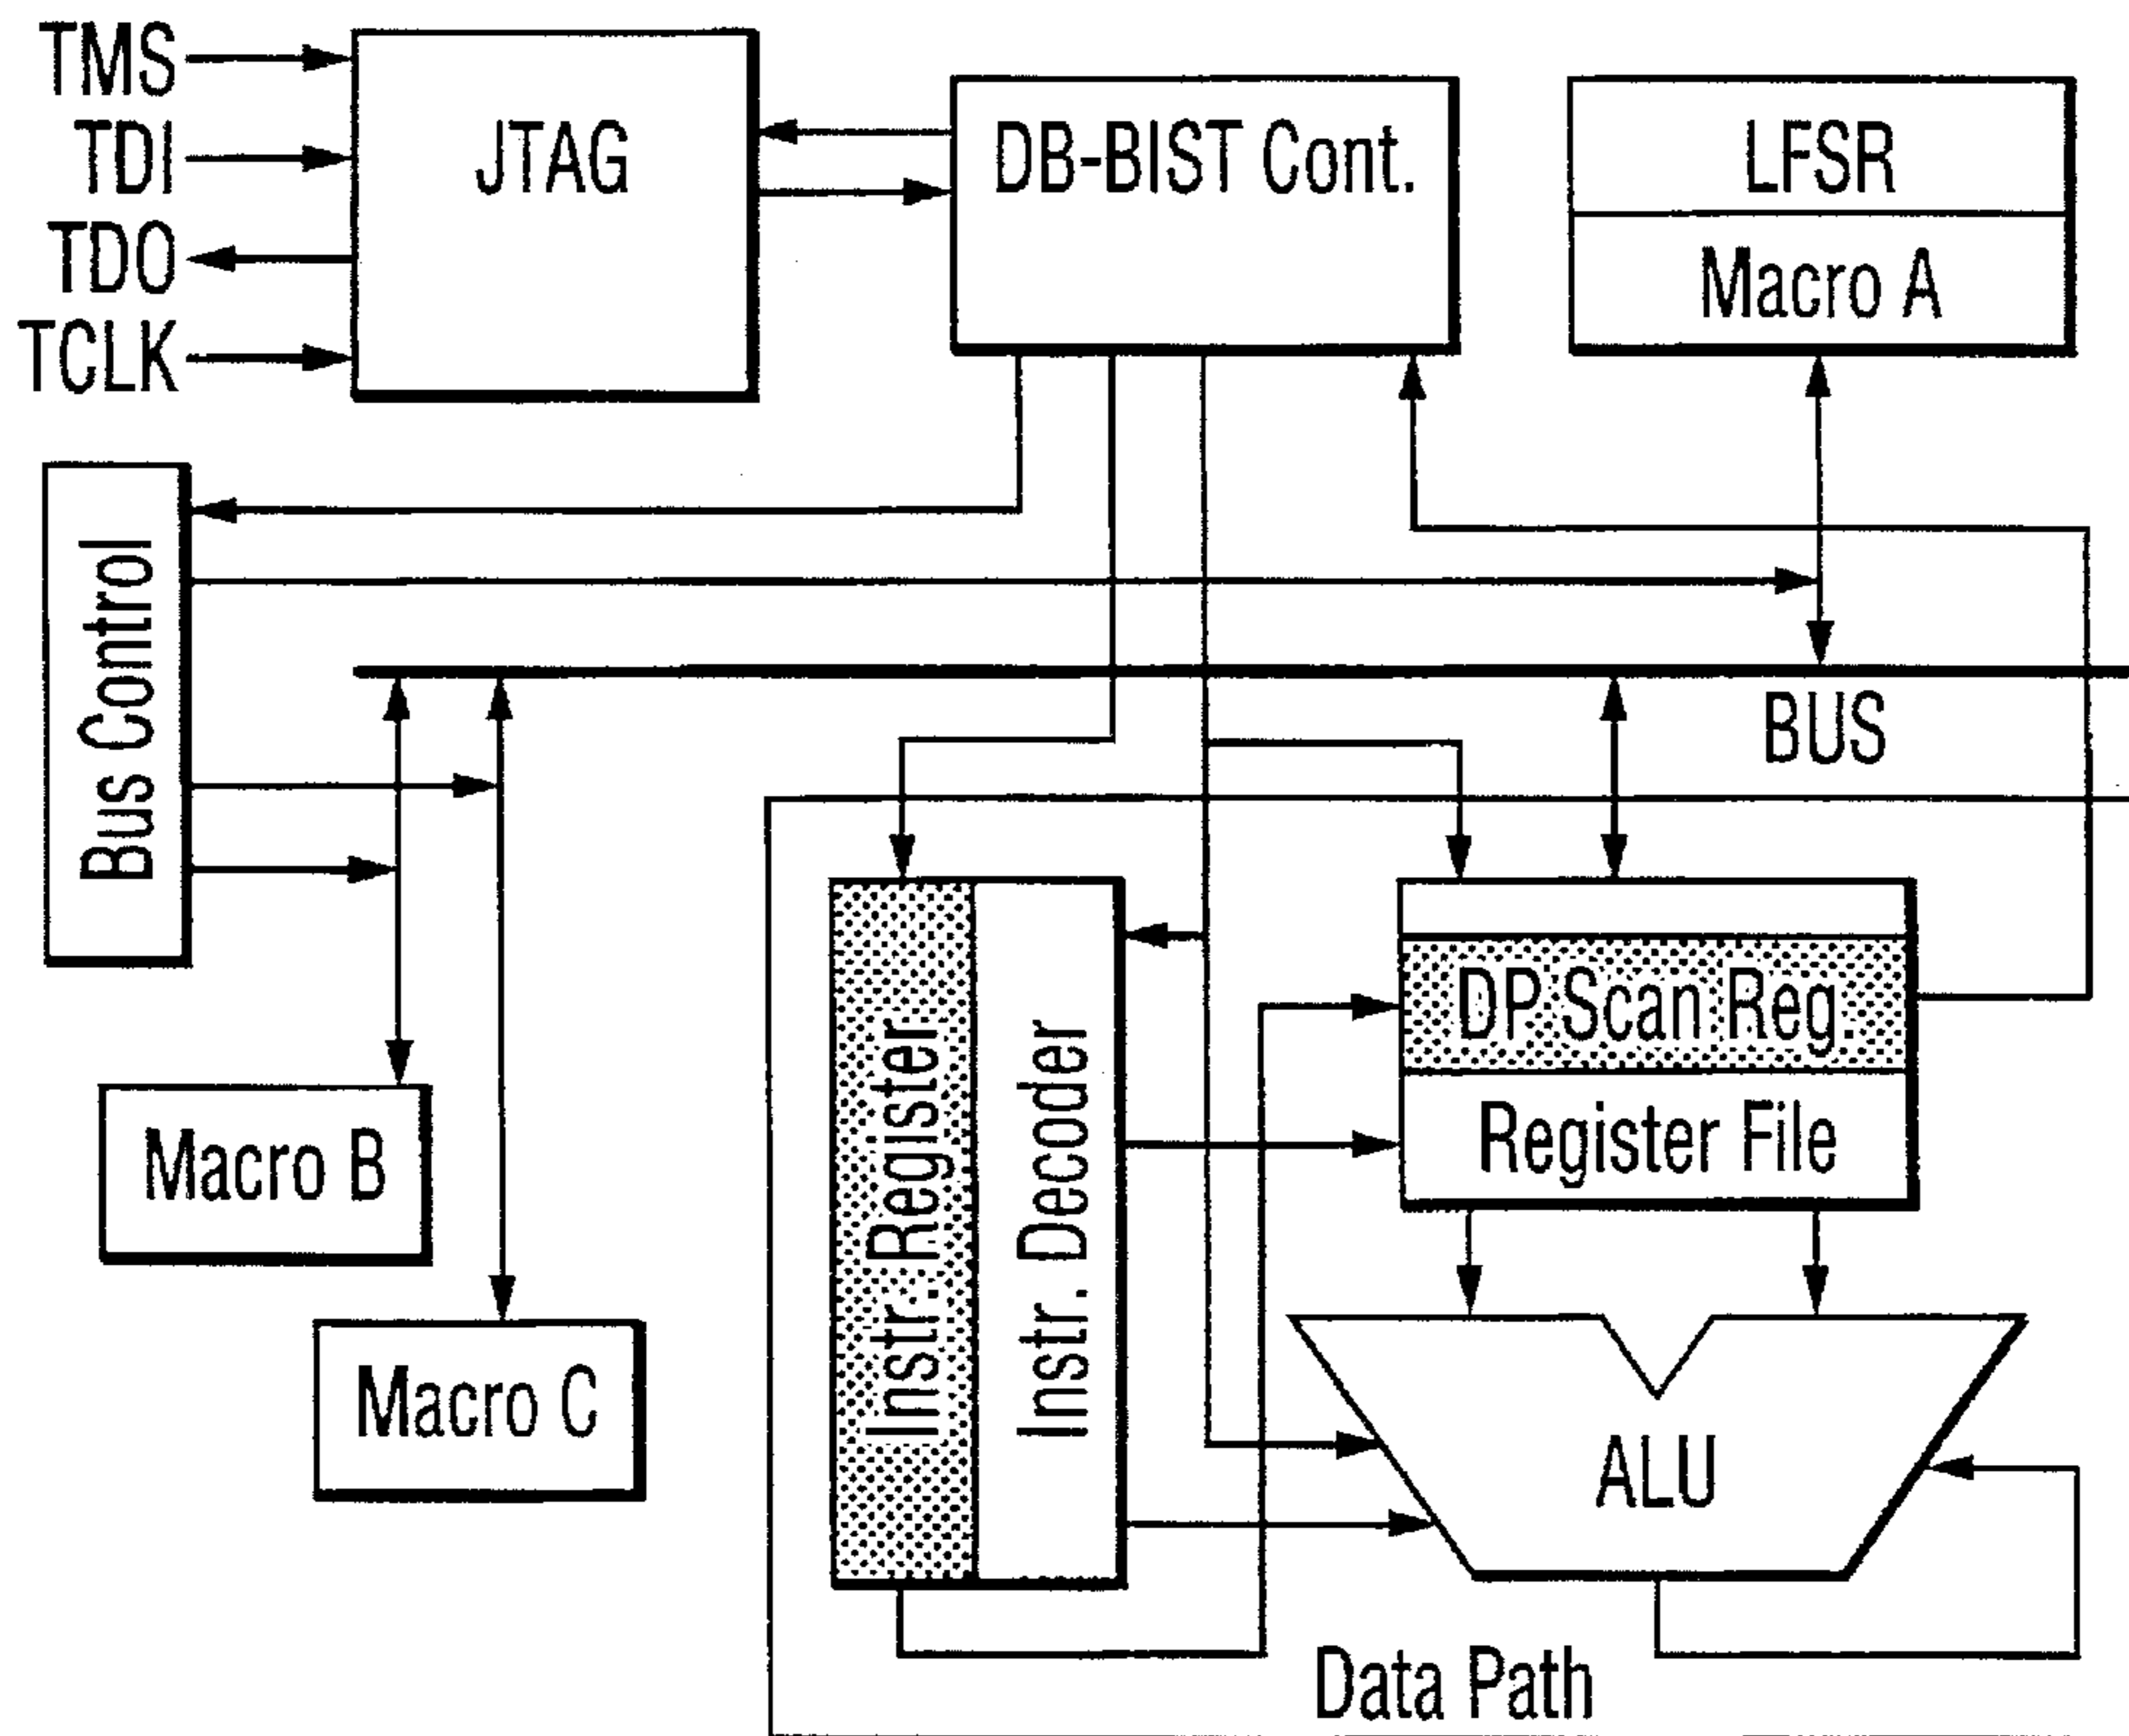 TMS
TDI
TDO
TCLK
JTAG
DB-BIST Cont.
LFSR
Macro A
Bus Control
BUS
Instr. Register
Instr. Decoder
DP Scan Reg.
Register File
Macro B
Macro C
ALU
Data Path